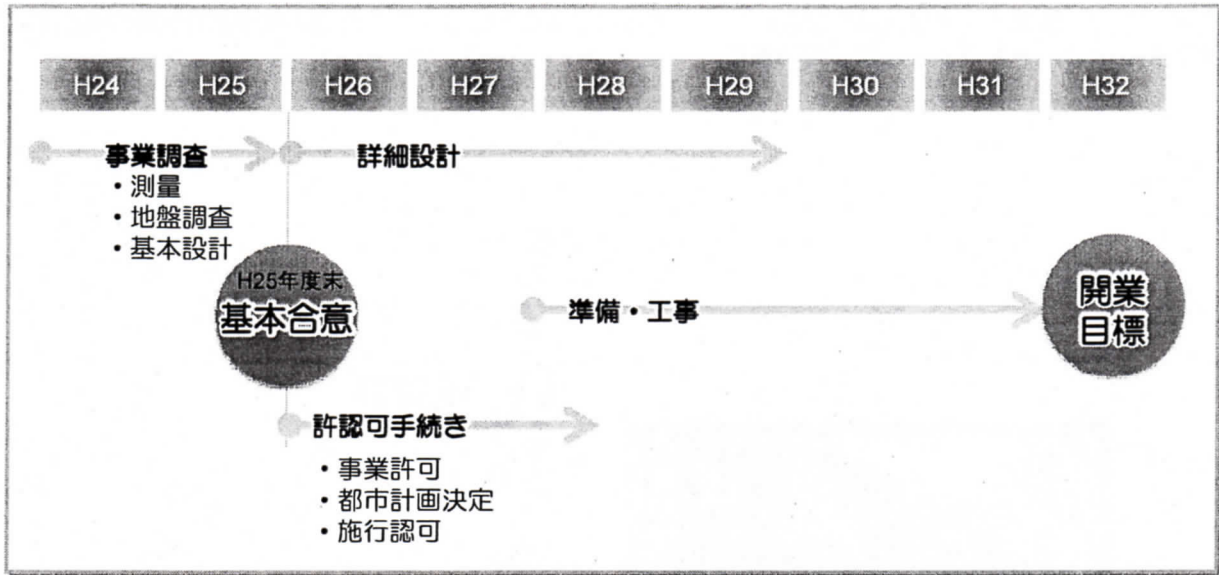 H24 H25 H26 H27 H28 H29 H30 H31 H32
事業調査
・測量
・地盤調査
・基本設計
詳細設計
H25年度末
基本合意
準備・工事
開業
目標
許認可手続き
・事業許可
・都市計画決定
・施行認可